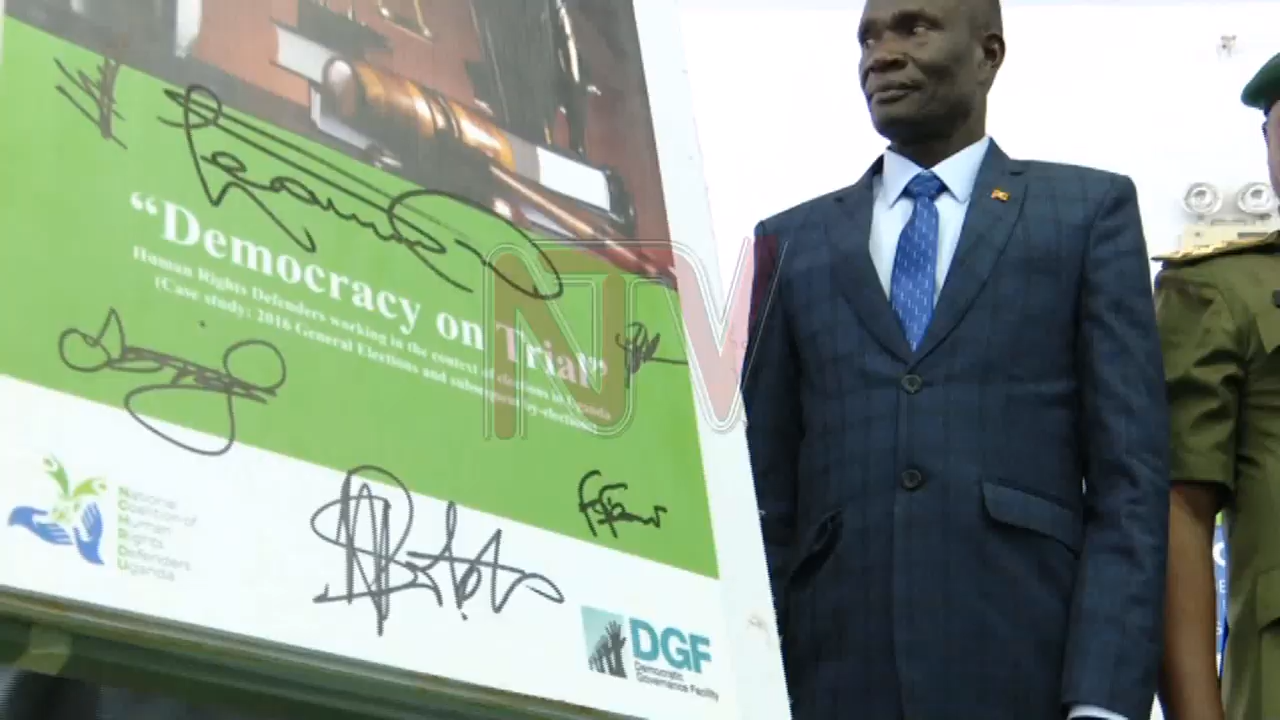 “Democracy on Trial”
Human Rights Defenders working in the context of elections in Uganda
(Case study: 2016 General Elections and subsequent by-elections)
National
Coalition of
Human
Rights
Defenders
Uganda
DGF
Democratic
Governance Facility
NTV